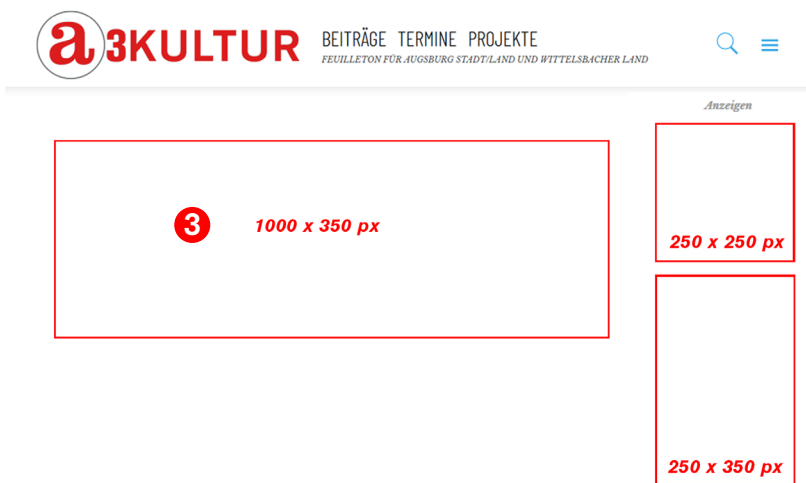 a3KULTUR
BEITRÄGE TERMINE PROJEKTE
FEUILLETON FÜR AUGSBURG STADT/LAND UND WITTELSBACHER LAND
Anzeigen
3 1000 x 350 px
250 x 250 px
250 x 350 px